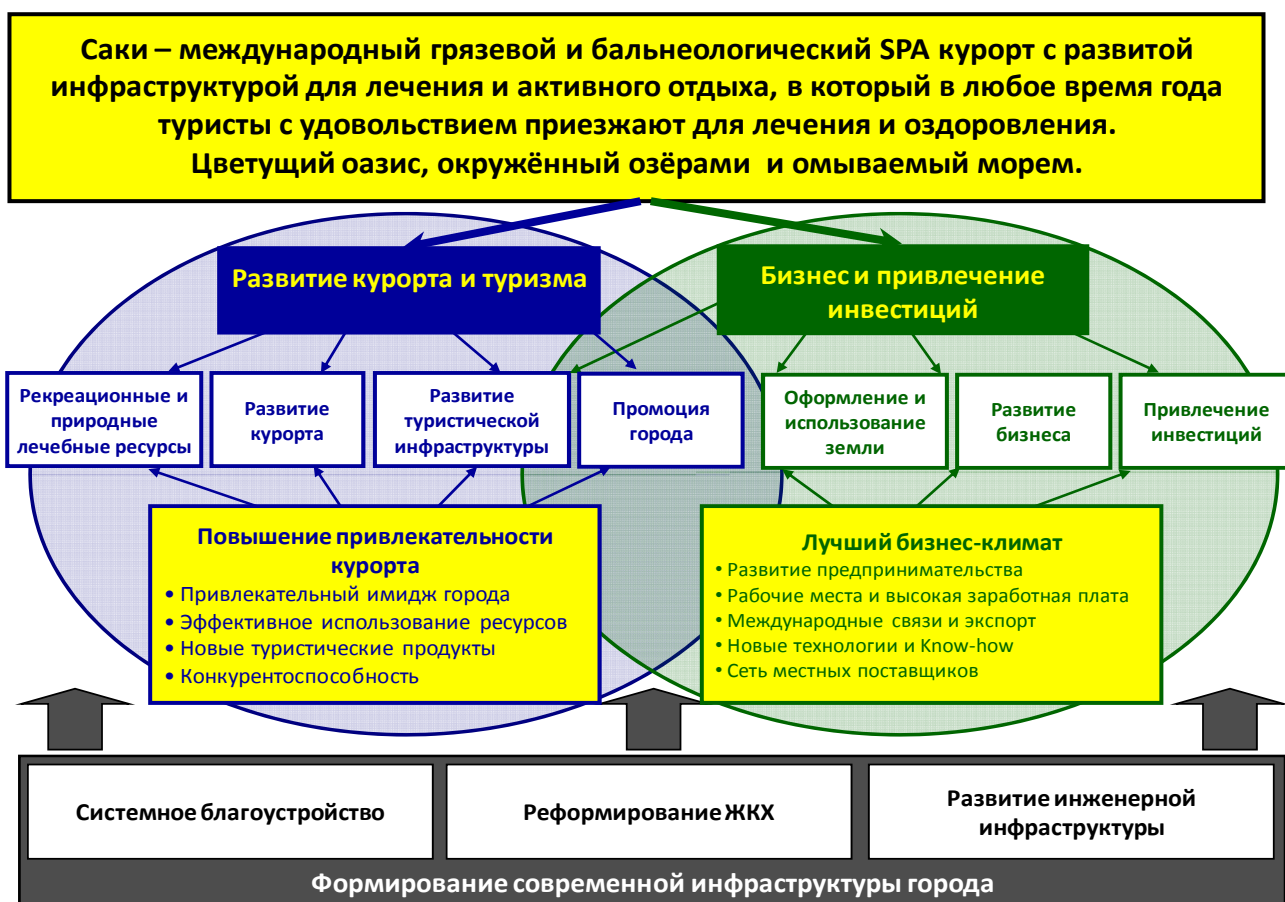 Саки – международный грязевой и бальнеологический SPA курорт с развитой
инфраструктурой для лечения и активного отдыха, в который в любое время года
туристы с удовольствием приезжают для лечения и оздоровления.
Цветущий оазис, окружённый озёрами и омываемый морем.
Развитие курорта и туризма
Бизнес и привлечение
инвестиций
Рекреационные и
природные
лечебные ресурсы
Развитие
курорта
Развитие
туристической
инфраструктуры
Промоция
города
Оформление и
использование
земли
Развитие
бизнеса
Привлечение
инвестиций
Повышение привлекательности
курорта
• Привлекательный имидж города
• Эффективное использование ресурсов
• Новые туристические продукты
• Конкурентоспособность
Лучший бизнес-климат
• Развитие предпринимательства
• Рабочие места и высокая заработная плата
• Международные связи и экспорт
• Новые технологии и Know-how
• Сеть местных поставщиков
Системное благоустройство
Реформирование ЖКХ
Развитие инженерной
инфраструктуры
Формирование современной инфраструктуры города